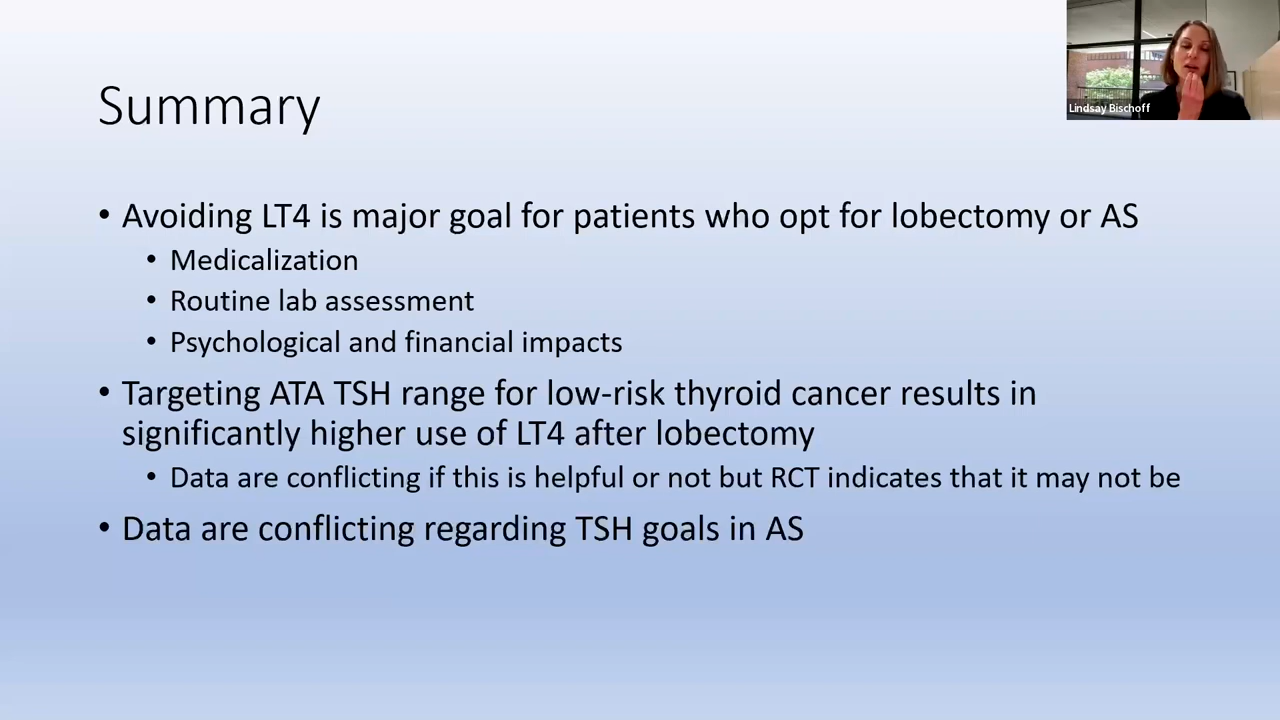 Lindsay Bischoff
Summary
• Avoiding LT4 is major goal for patients who opt for lobectomy or AS
• Medicalization
• Routine lab assessment
• Psychological and financial impacts
• Targeting ATA TSH range for low-risk thyroid cancer results in
significantly higher use of LT4 after lobectomy
• Data are conflicting if this is helpful or not but RCT indicates that it may not be
• Data are conflicting regarding TSH goals in AS